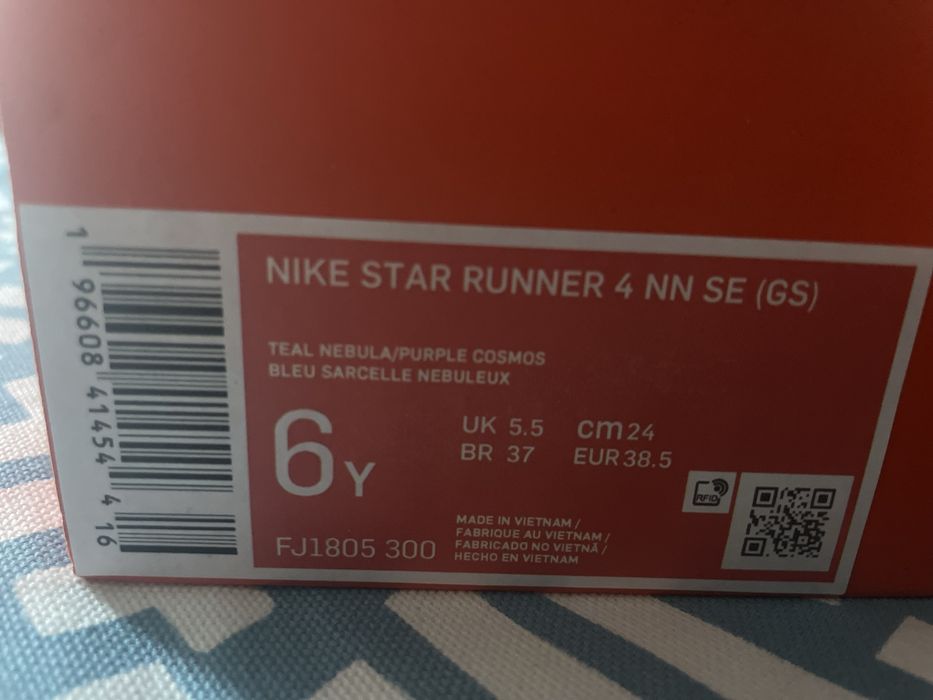 NIKE STAR RUNNER 4 NN SE (GS)
TEAL NEBULA/PURPLE COSMOS
BLEU SARCELLE NEBULEUX
6Y
UK 5.5 cm 24
BR 37 EUR 38.5
RFID
FJ1805 300
MADE IN VIETNAM /
FABRIQUE AU VIETNAM /
FABRICADO NO VIETNÃ /
HECHO EN VIETNAM
1 96608 41454 4 16